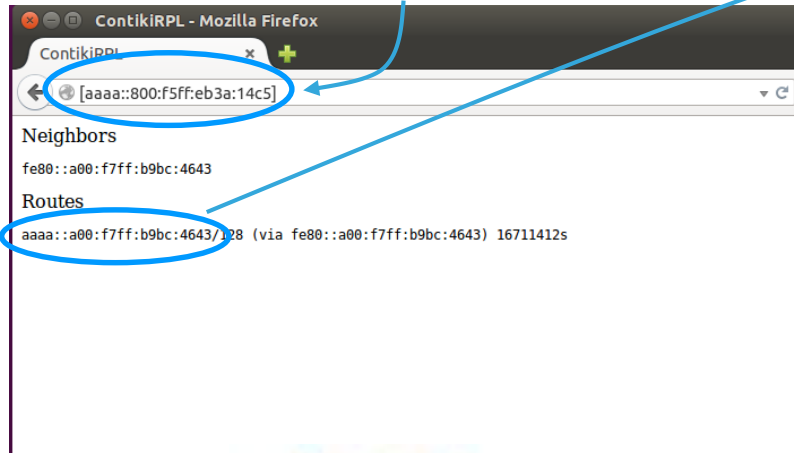 ContikiRPL - Mozilla Firefox
ContikiRPL
[aaaa::800:f5ff:eb3a:14c5]
Neighbors
fe80::a00:f7ff:b9bc:4643
Routes
aaaa::a00:f7ff:b9bc:4643/128 (via fe80::a00:f7ff:b9bc:4643) 16711412s